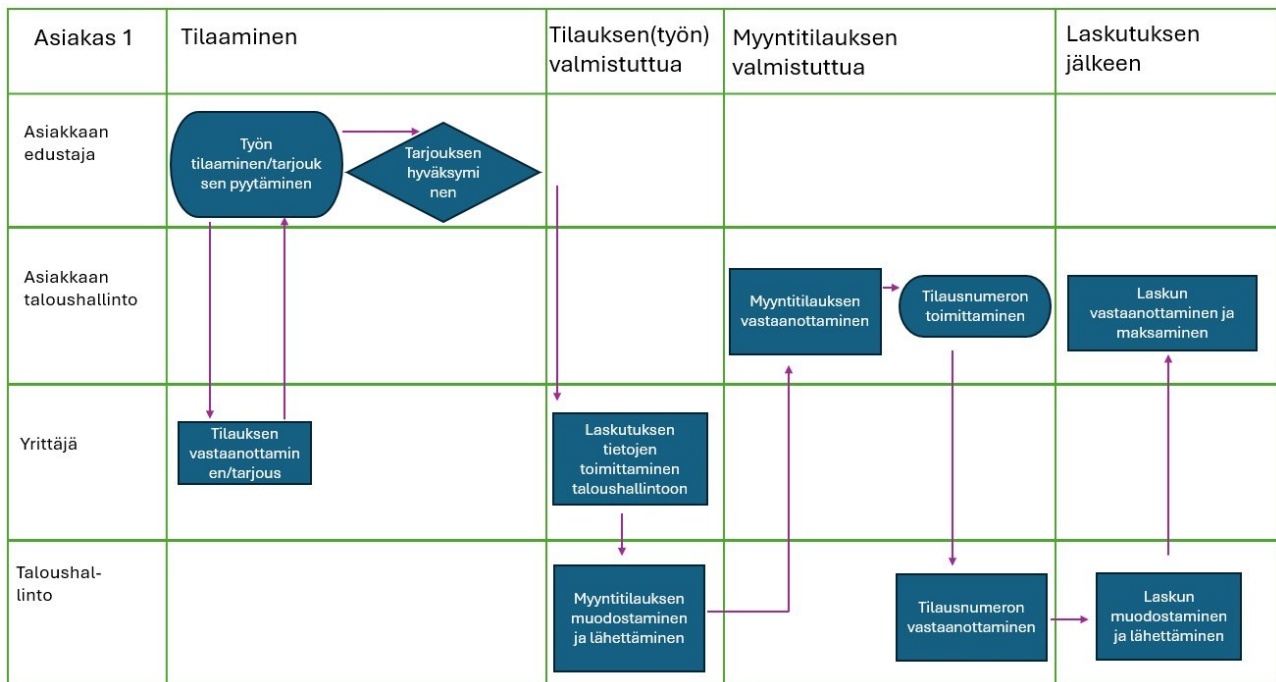 Asiakas 1
Tilaaminen
Tilauksen(työn)
valmistuttua
Myyntitilauksen
valmistuttua
Laskutuksen
jälkeen
Asiakkaan
edustaja
Työn
tilaaminen/tarjouk
sen pyytäminen
Tarjouksen
hyväksymi
nen
Asiakkaan
taloushallinto
Myyntitilauksen
vastaanottaminen
Tilausnumeron
toimittaminen
Laskun
vastaanottaminen ja
maksaminen
Yrittäjä
Tilauksen
vastaanottamin
en/tarjous
Laskutuksen
tietojen
toimittaminen
taloushallintoon
Taloushal-
linto
Myyntitilauksen
muodostaminen
ja lähettäminen
Tilausnumeron
vastaanottaminen
Laskun
muodostaminen
ja lähettäminen